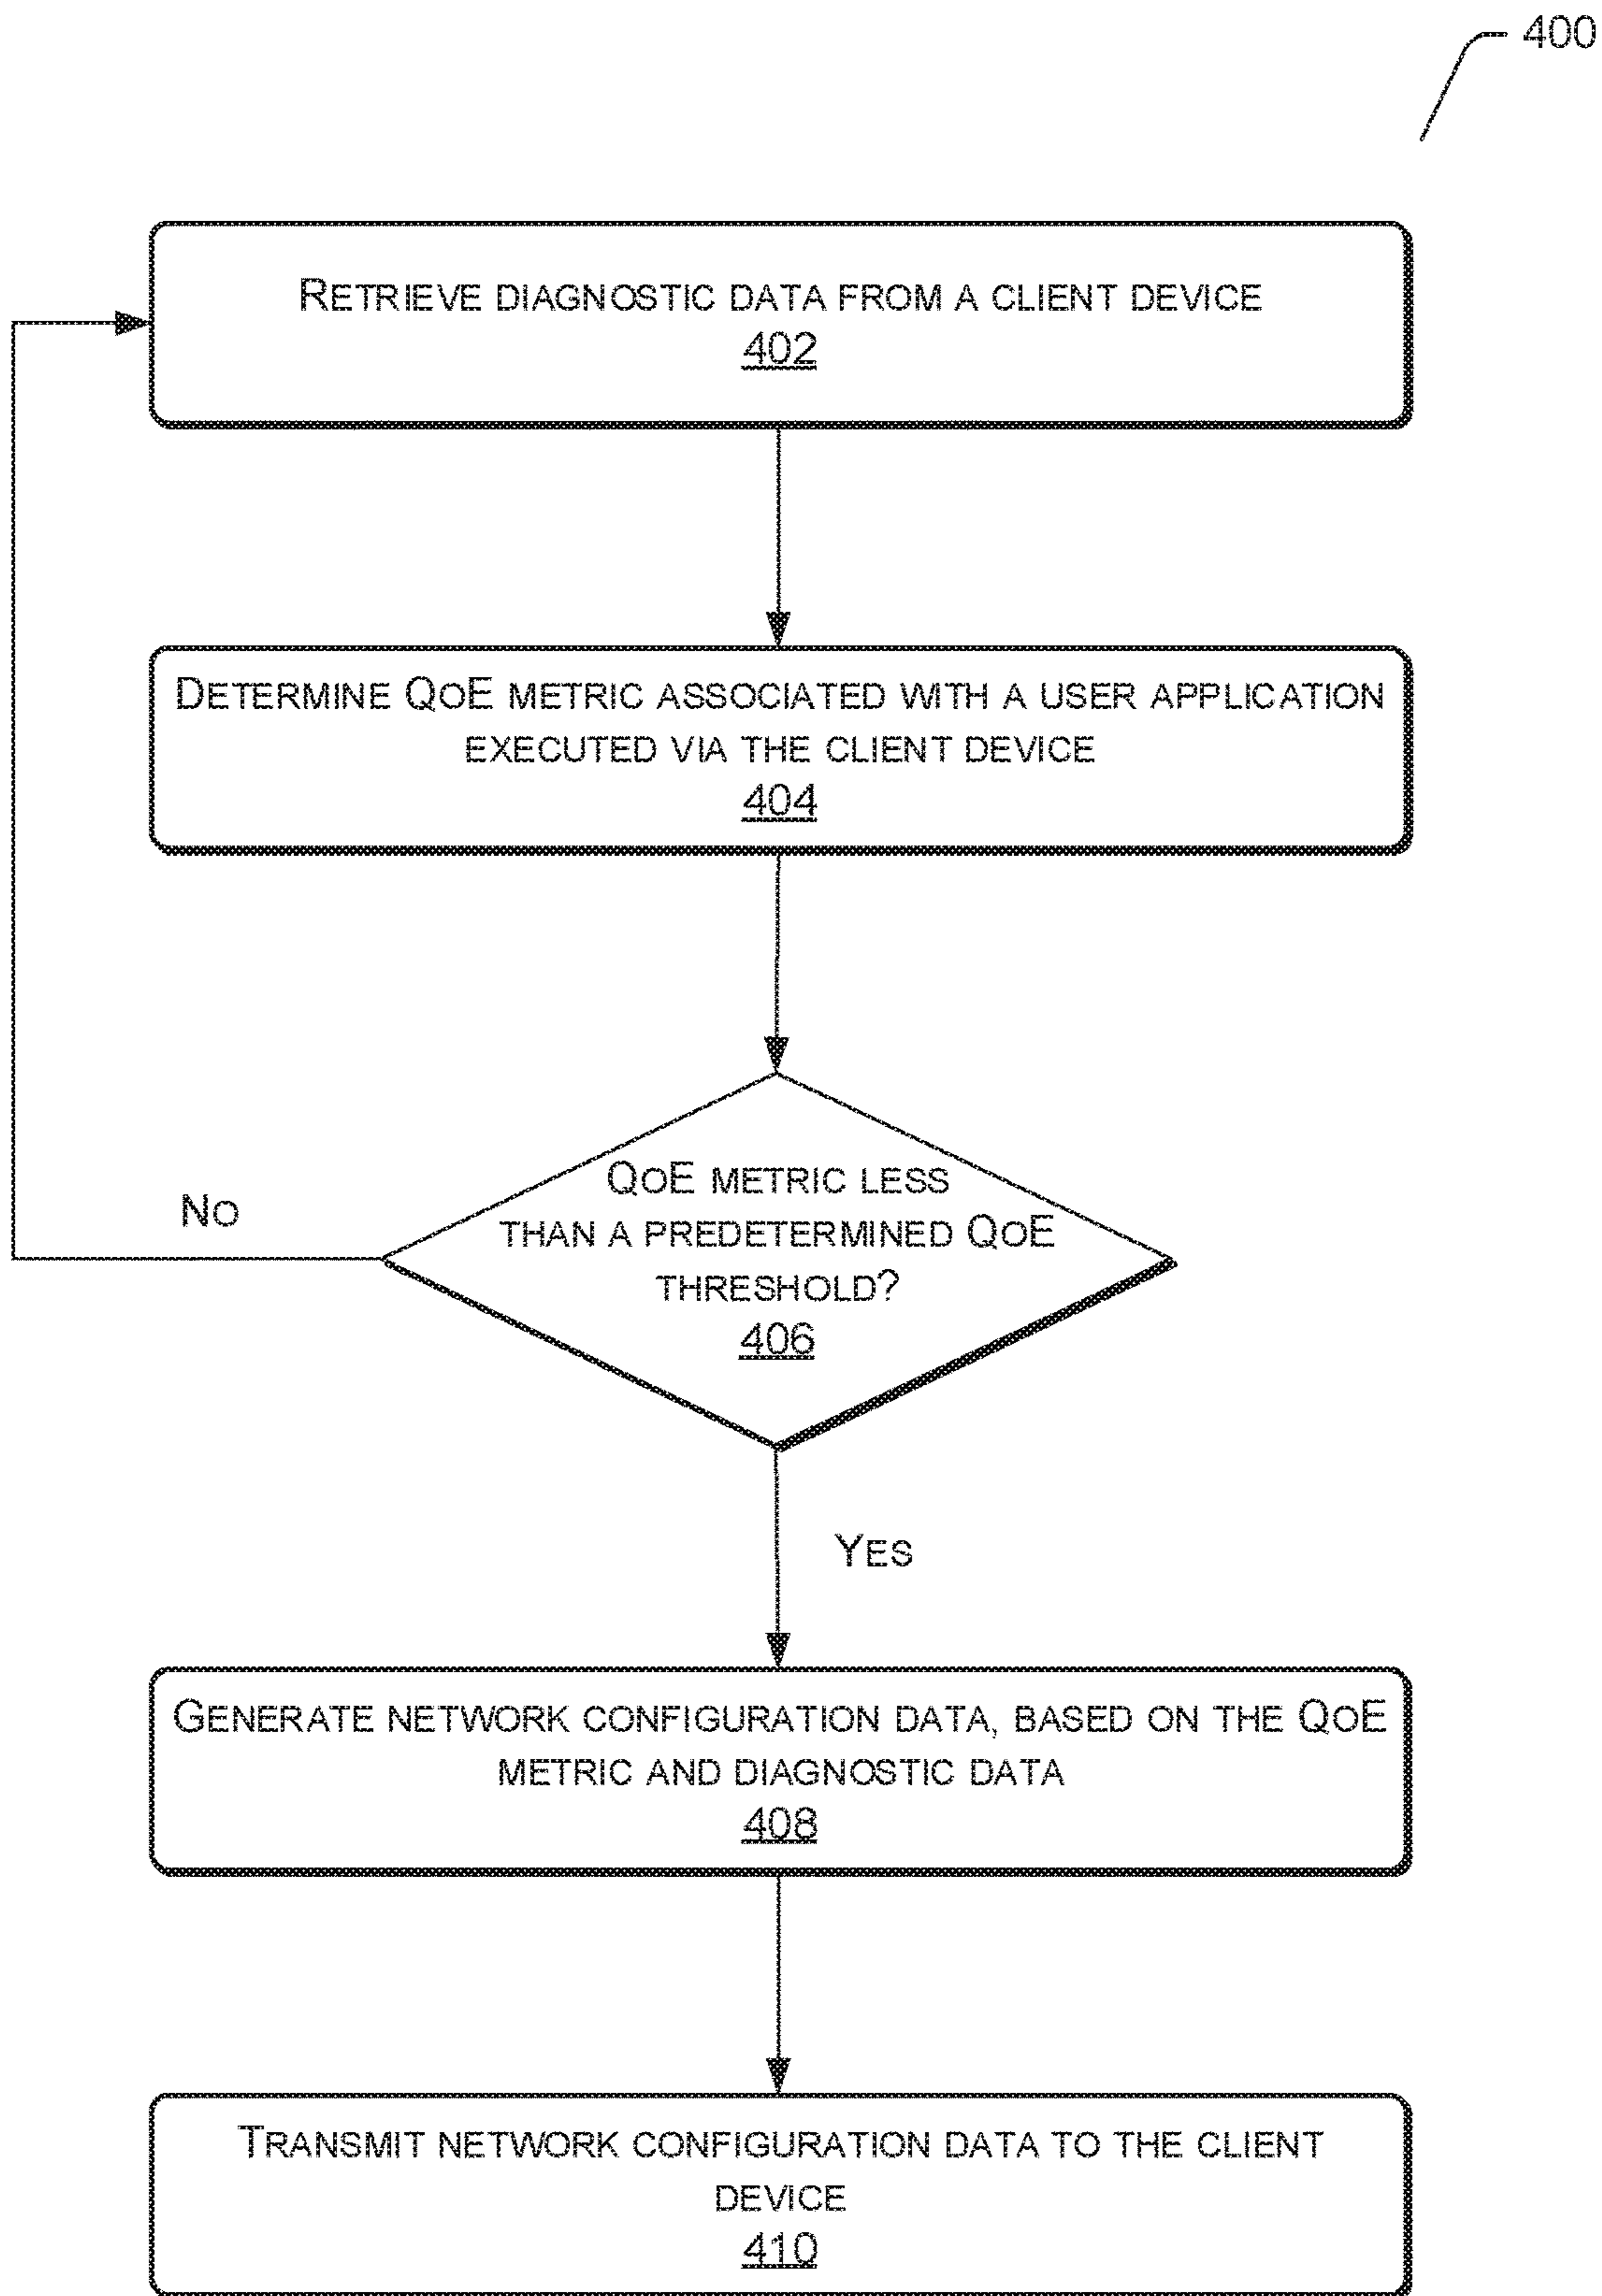 400
RETRIEVE DIAGNOSTIC DATA FROM A CLIENT DEVICE
402
DETERMINE QOE METRIC ASSOCIATED WITH A USER APPLICATION
EXECUTED VIA THE CLIENT DEVICE
404
QOE METRIC LESS
THAN A PREDETERMINED QOE
THRESHOLD?
406
NO
YES
GENERATE NETWORK CONFIGURATION DATA, BASED ON THE QOE
METRIC AND DIAGNOSTIC DATA
408
TRANSMIT NETWORK CONFIGURATION DATA TO THE CLIENT
DEVICE
410